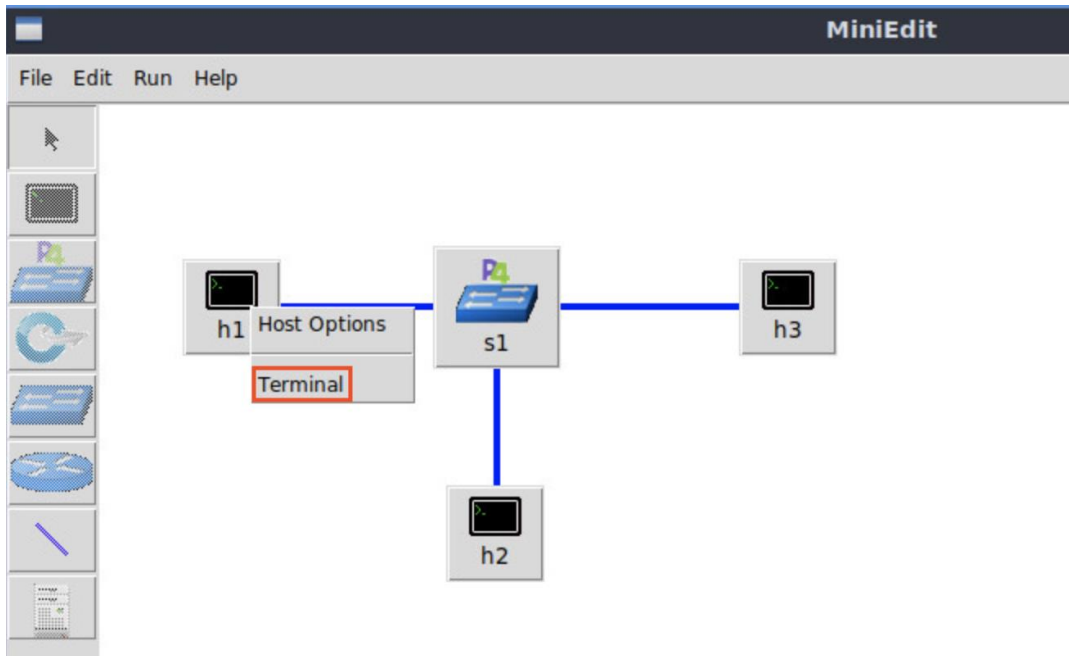 MiniEdit
File Edit Run Help
P4
P4
h1
Host Options
Terminal
s1
h3
h2